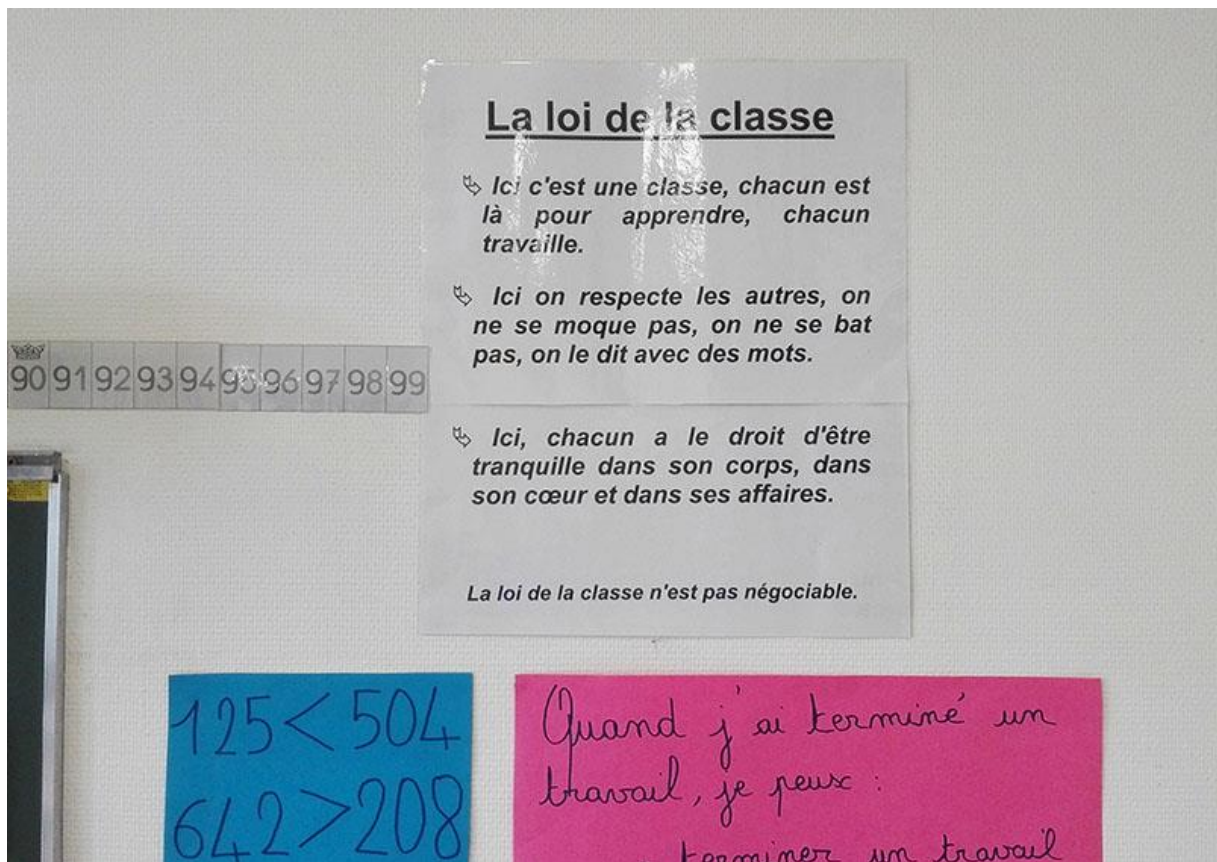 La loi de la classe
Ici c'est une classe, chacun est
là pour apprendre, chacun
travaille.
Ici on respecte les autres, on
ne se moque pas, on ne se bat
pas, on le dit avec des mots.
90 91 92 93 94 95 96 97 98 99
Ici, chacun a le droit d'être
tranquille dans son corps, dans
son cœur et dans ses affaires.
La loi de la classe n'est pas négociable.
125 < 504
642 > 208
Quand j'ai terminé un
travail, je peux :
terminer un travail